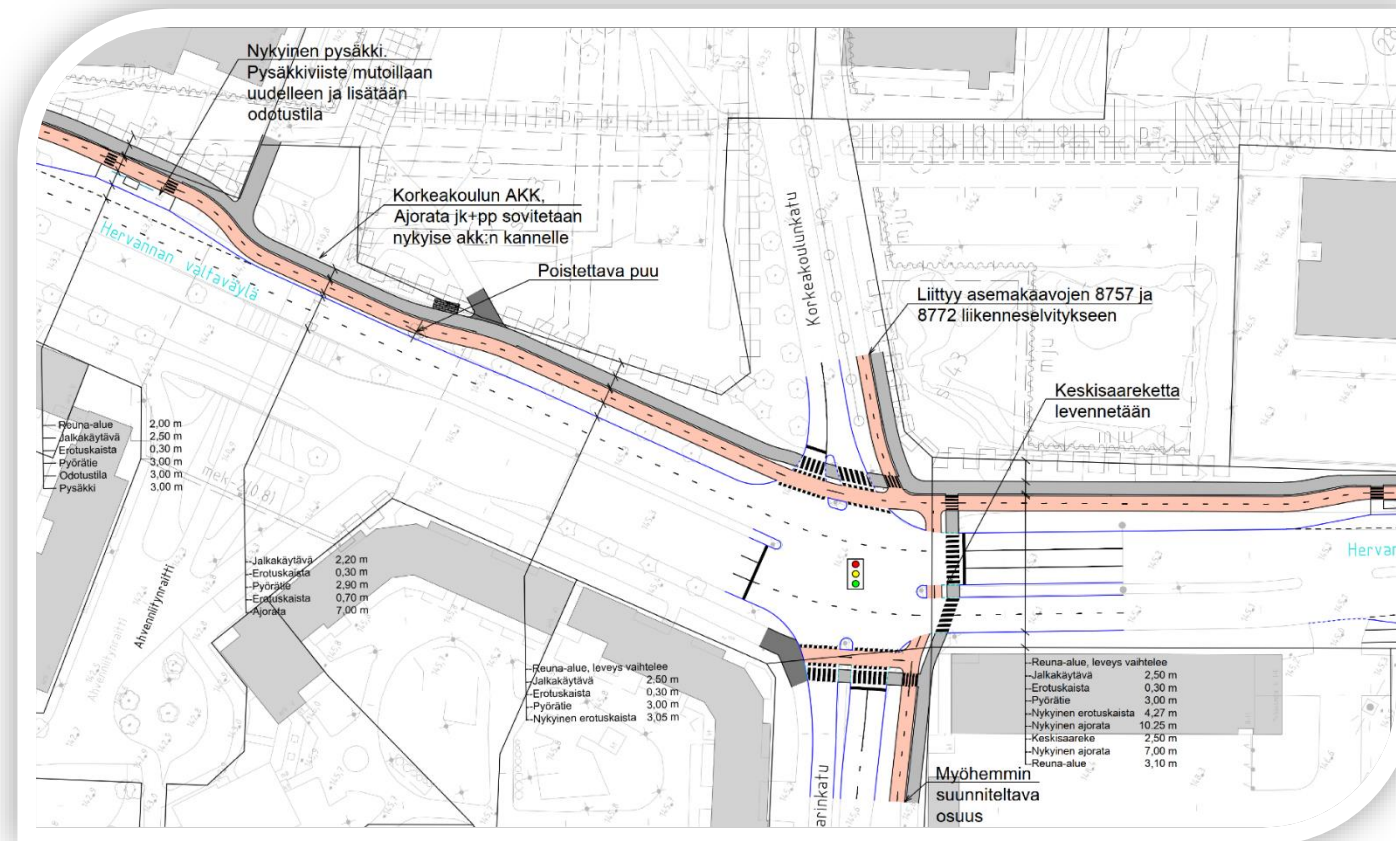 Nykyinen pysäkki.
Pysäkkiviiste mutoillaan
uudelleen ja lisätään
odotustila
Korkeakoulun AKK,
Ajorata jk+pp sovitetaan
nykyise akk:n kannelle
Poistettava puu
Hervannan valtaväylä
Korkeakoulunkatu
Liittyy asemakaavojen 8757 ja
8772 liikenneselvitykseen
Keskisaareketta
levennetään
Reuna-alue 2,00 m
Jalkakäytävä 2,50 m
Erotuskaista 0,30 m
Pyörätie 3,00 m
Odotustila 3,00 m
Pysäkki 3,00 m
Hervan
Jalkakäytävä 2,20 m
Erotuskaista 0,30 m
Pyörätie 2,90 m
Erotuskaista 0,70 m
Ajorata 7,00 m
Ahvenniitynraitti
Ahvenniitynraitti
Reuna-alue, leveys vaihtelee
Jalkakäytävä 2,50 m
Erotuskaista 0,30 m
Pyörätie 3,00 m
Nykyinen erotuskaista 3,05 m
Reuna-alue, leveys vaihtelee
Jalkakäytävä 2,50 m
Erotuskaista 0,30 m
Pyörätie 3,00 m
Nykyinen erotuskaista 4,27 m
Nykyinen ajorata 10,25 m
Keskisaareke 2,50 m
Nykyinen ajorata 7,00 m
Reuna-alue 3,10 m
Myöhemmin
suunniteltava
osuus
arinkatu